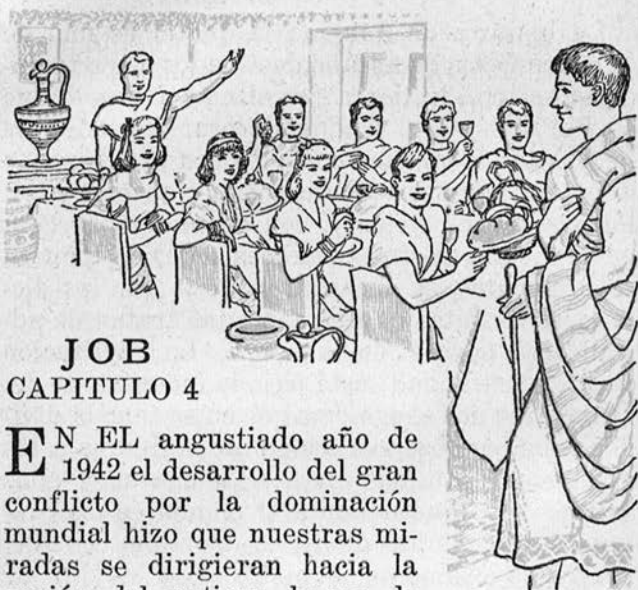 JOB
CAPITULO 4
EN EL angustiado año de
1942 el desarrollo del gran
conflicto por la dominación
mundial hizo que nuestras mi-
radas se dirigieran hacia la